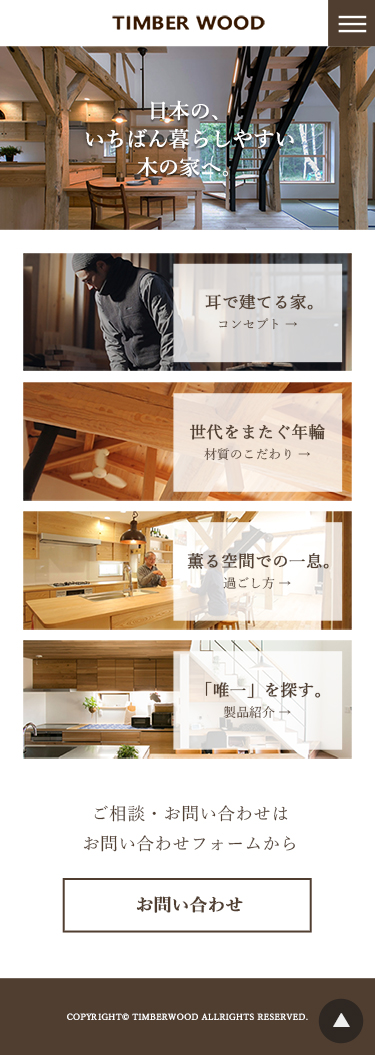 TIMBER WOOD
日本の、
いちばん暮らしやすい
木の家へ。
耳で建てる家。
コンセプト →
世代をまたぐ年輪
材質のこだわり →
薫る空間での一息。
過ごし方 →
「唯一」を探す。
製品紹介 →
ご相談・お問い合わせは
お問い合わせフォームから
お問い合わせ
COPYRIGHT© TIMBERWOOD ALLRIGHTS RESERVED.